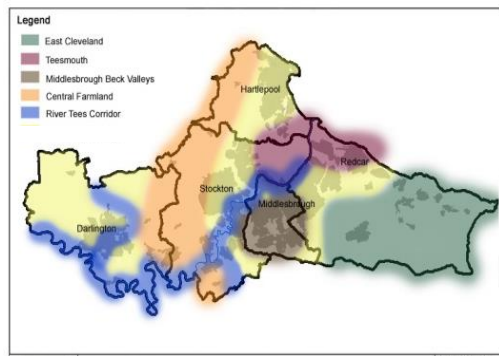 Legend
East Cleveland
Teesmouth
Middlesbrough Beck Valleys
Central Farmland
River Tees Corridor
Hartlepool
Redcar
Stockton
Middlesbrough
Darlington